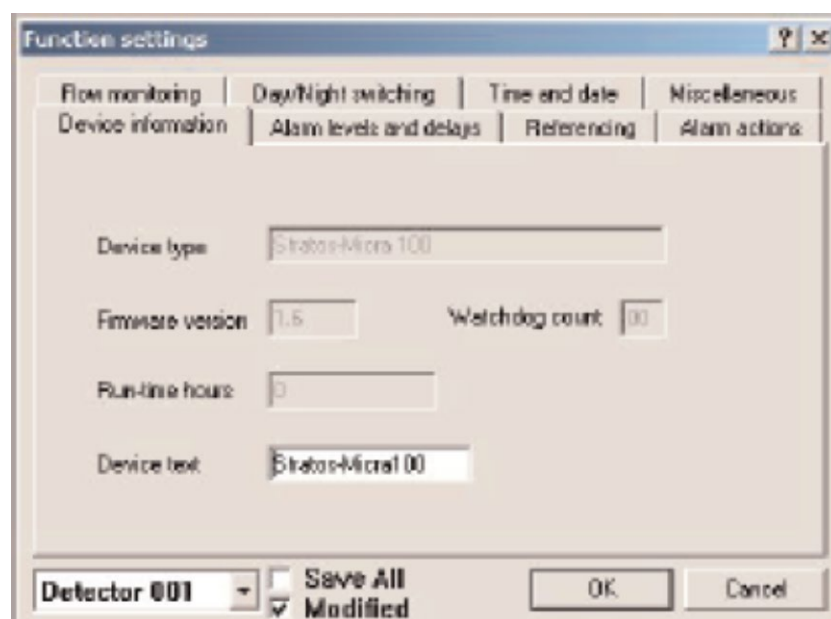 Function settings
Flow monitoring Day/Night switching Time and date Miscellaneous
Device information Alarm levels and delays Referencing Alarm actions
Device type Stratos-Micra 100
Firmware version 1.6 Watchdog count 00
Run-time hours 0
Device text Stratos-Micra100
Detector 001 Save All OK Cancel
Modified